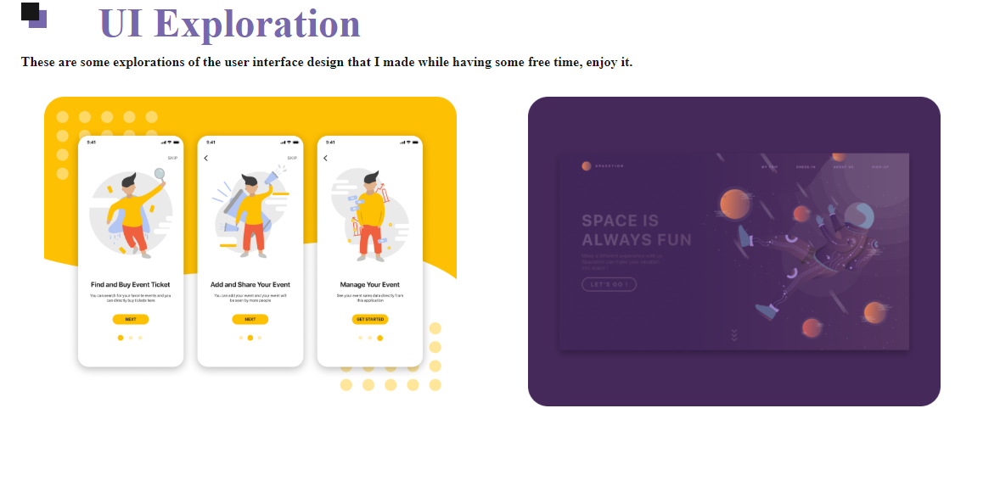 UI Exploration
These are some explorations of the user interface design that I made while having some free time, enjoy it.
9:41
SKIP
Find and Buy Event Ticket
You can search for your favorite events and you
can directly buy tickets here
NEXT
9:41
SKIP
Add and Share Your Event
You can add your event and your event will
be seen by more people
NEXT
9:41
Manage Your Event
See your event sales data directly from
this application
GET STARTED
CHECK-IN
ABOUT US
SIGN UP
SPACE IS
ALWAYS FUN
LET'S GO !